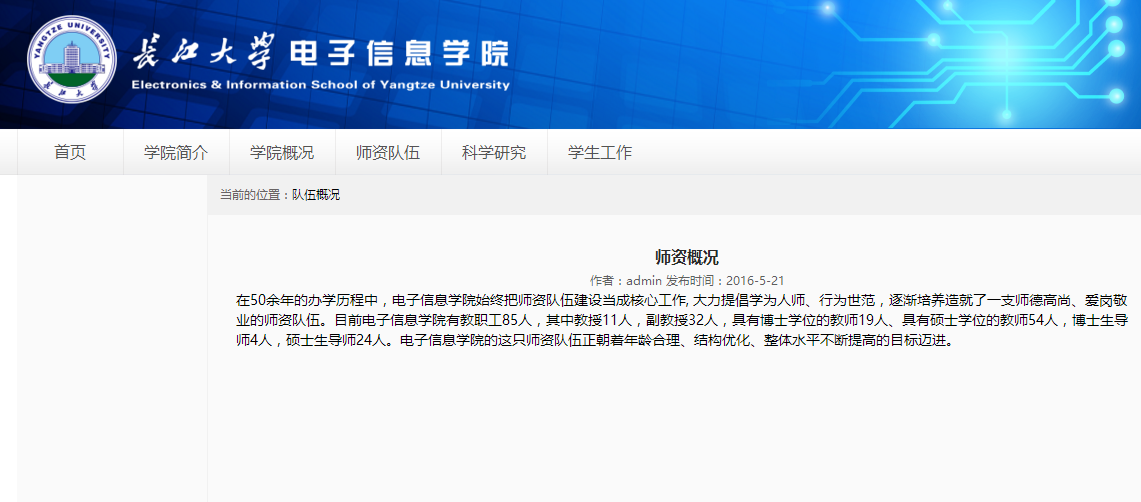 YANGTZE UNIVERSITY
长江大学
长江大学 电子信息学院
Electronics & Information School of Yangtze University
首页 学院简介 学院概况 师资队伍 科学研究 学生工作
当前的位置：队伍概况
师资概况
作者：admin 发布时间：2016-5-21
在50余年的办学历程中，电子信息学院始终把师资队伍建设当成核心工作, 大力提倡学为人师、行为世范，逐渐培养造就了一支师德高尚、爱岗敬
业的师资队伍。目前电子信息学院有教职工85人，其中教授11人，副教授32人，具有博士学位的教师19人、具有硕士学位的教师54人，博士生导
师4人，硕士生导师24人。电子信息学院的这只师资队伍正朝着年龄合理、结构优化、整体水平不断提高的目标迈进。